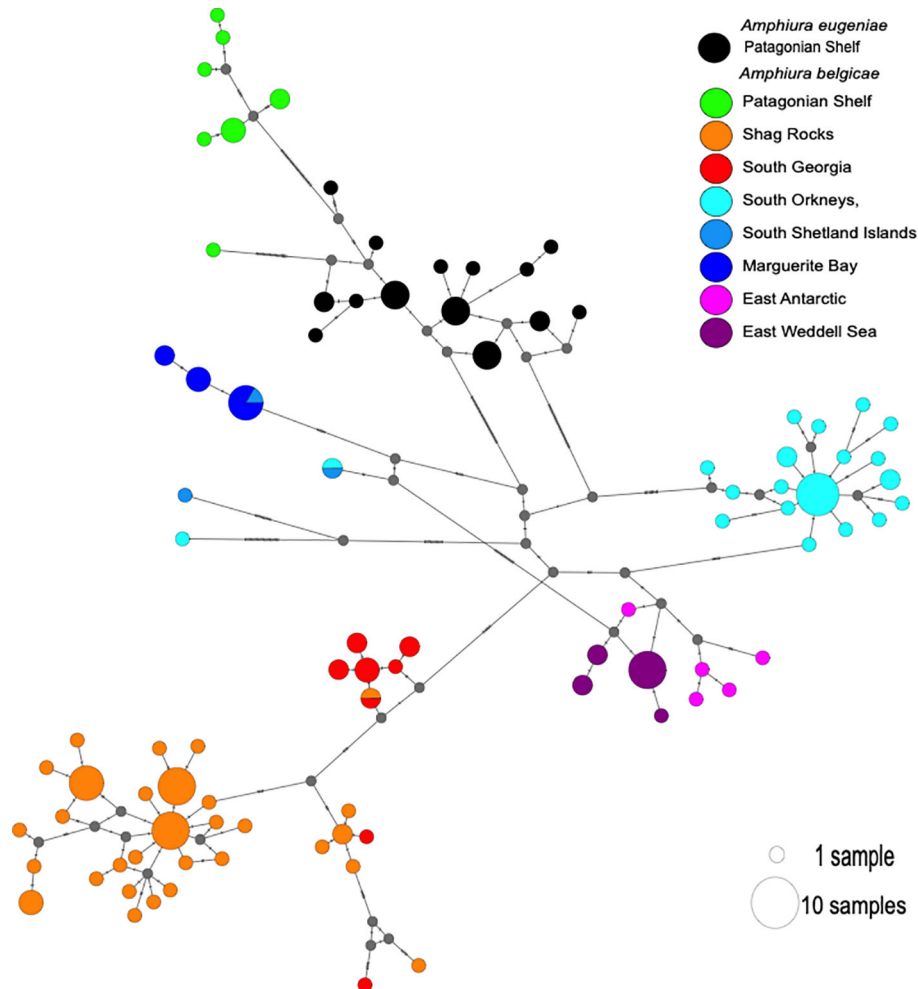 Amphiura eugeniae
Patagonian Shelf
Amphiura belgicae
Patagonian Shelf
Shag Rocks
South Georgia
South Orkneys,
South Shetland Islands
Marguerite Bay
East Antarctic
East Weddell Sea
1 sample
10 samples